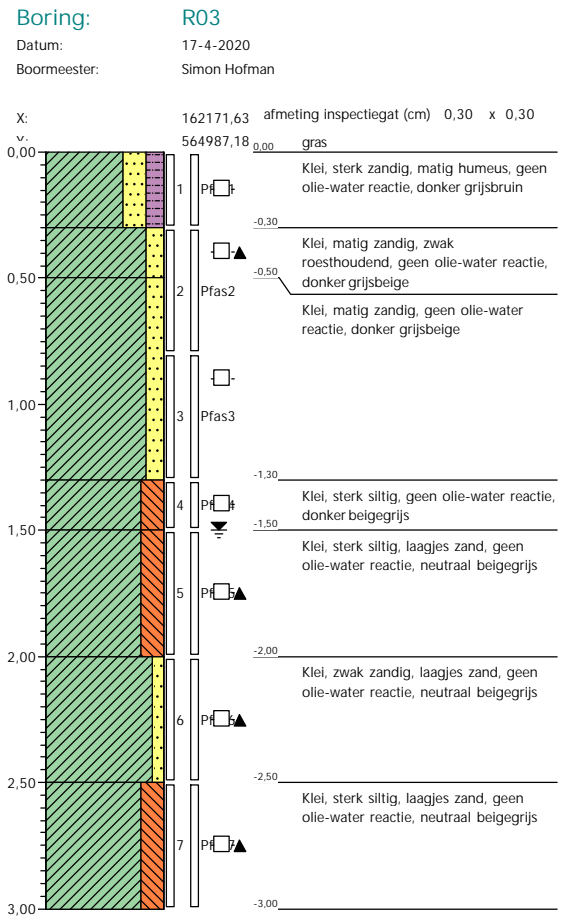 Boring: R03
Datum: 17-4-2020
Boormeester: Simon Hofman
X: 162171,63 afmeting inspectiegat (cm) 0,30 x 0,30
564987,18
0,00 0,00 gras
Klei, sterk zandig, matig humeus, geen
olie-water reactie, donker grijsbruin
1
-0,30
Klei, matig zandig, zwak
roesthoudend, geen olie-water reactie,
donker grijsbeige
0,50 -0,50
2 Pfas2
Klei, matig zandig, geen olie-water
reactie, donker grijsbeige
1,00
3 Pfas3
-1,30
Klei, sterk siltig, geen olie-water reactie,
donker beigegrijs
4
1,50 -1,50
Klei, sterk siltig, laagjes zand, geen
olie-water reactie, neutraal beigegrijs
5
2,00 -2,00
Klei, zwak zandig, laagjes zand, geen
olie-water reactie, neutraal beigegrijs
6
2,50 -2,50
Klei, sterk siltig, laagjes zand, geen
olie-water reactie, neutraal beigegrijs
7
3,00 -3,00